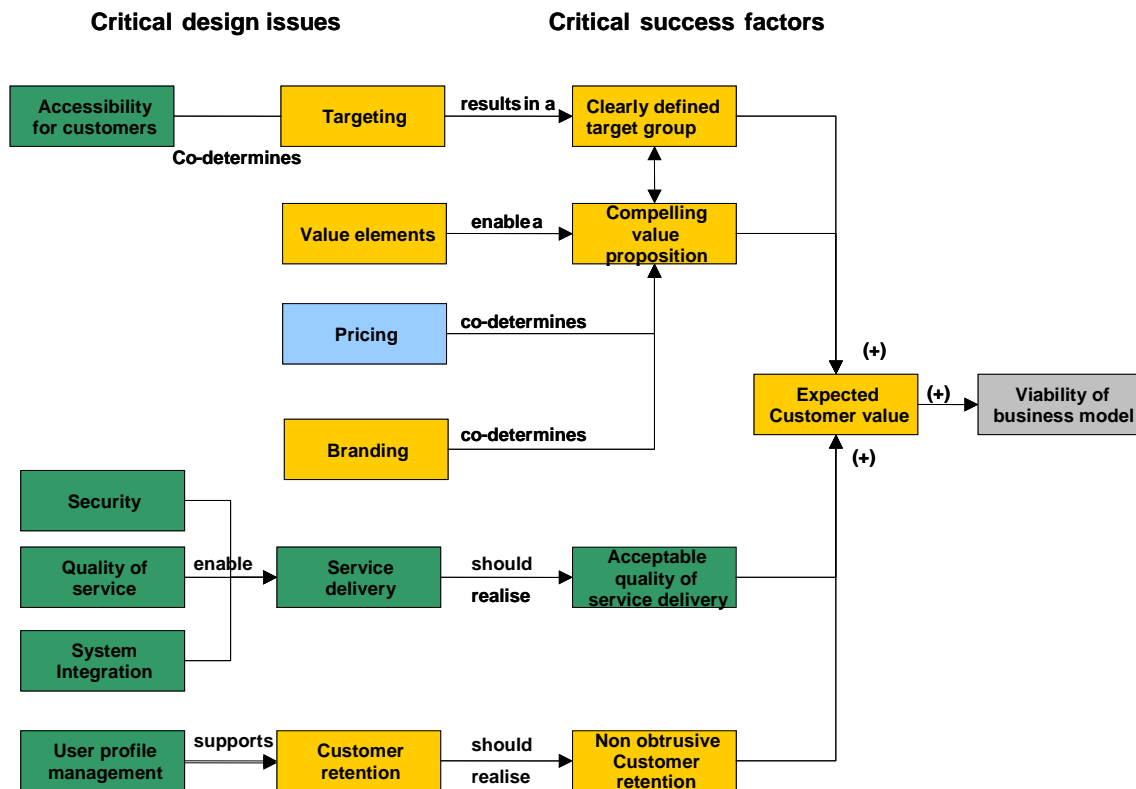 Critical design issues
Critical success factors
Accessibility
for customers
Co-determines
Targeting
results in a
Clearly defined
target group
Value elements
enable a
Compelling
value
proposition
Pricing
co-determines
Branding
co-determines
(+)
Expected
Customer value
(+)
Viability of
business model
(+)
Security
Quality of
service
enable
System
Integration
Service
delivery
should
realise
Acceptable
quality of
service delivery
User profile
management
supports
Customer
retention
should
realise
Non obtrusive
Customer
retention